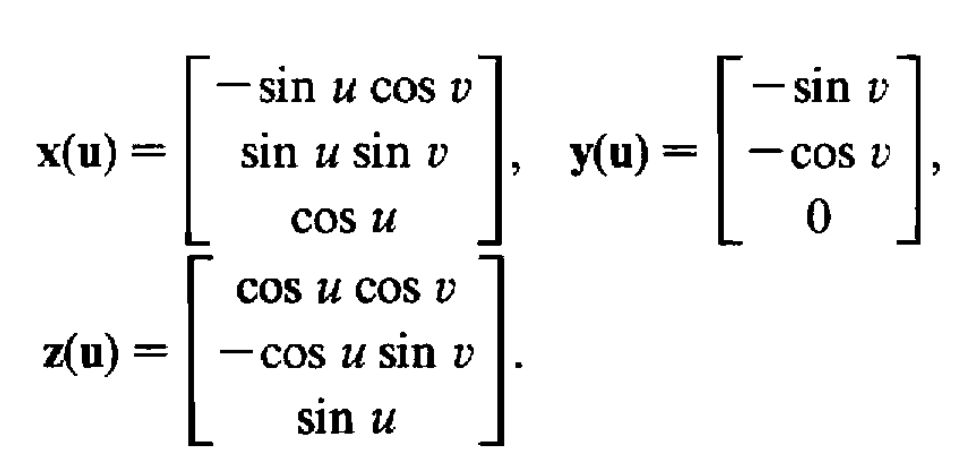 x(u) = [ −sin u cos v ; sin u sin v ; cos u ], y(u) = [ −sin v ; −cos v ; 0 ],
z(u) = [ cos u cos v ; −cos u sin v ; sin u ].